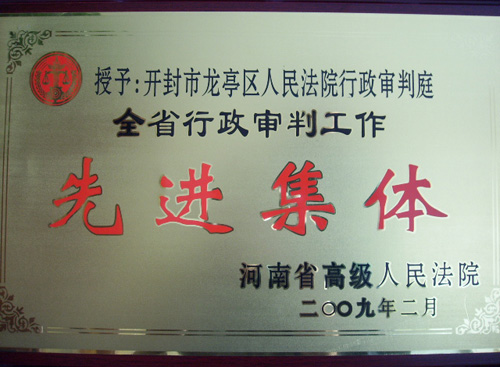 授予:开封市龙亭区人民法院行政审判庭
全省行政审判工作
先进集体
河南省高级人民法院
二〇〇九年二月